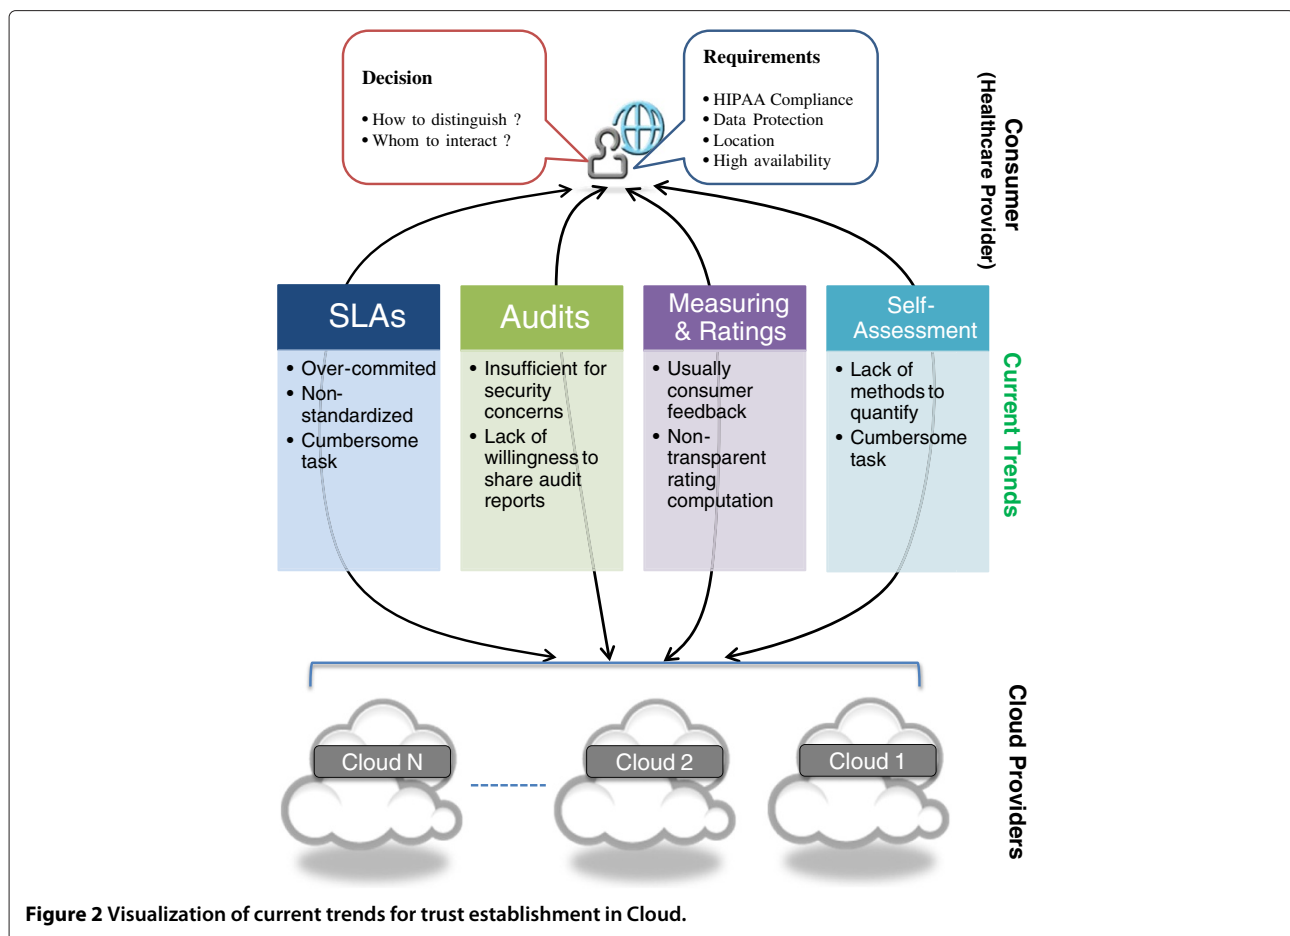 Decision
• How to distinguish ?
• Whom to interact ?
Requirements
• HIPAA Compliance
• Data Protection
• Location
• High availability
Consumer
(Healthcare Provider)
SLAs
• Over-commited
• Non-
standardized
• Cumbersome
task
Audits
• Insufficient for
security
concerns
• Lack of
willingness to
share audit
reports
Measuring
& Ratings
• Usually
consumer
feedback
• Non-
transparent
rating
computation
Self-
Assessment
• Lack of
methods to
quantify
• Cumbersome
task
Current Trends
Cloud N
Cloud 2
Cloud 1
Cloud Providers
Figure 2 Visualization of current trends for trust establishment in Cloud.